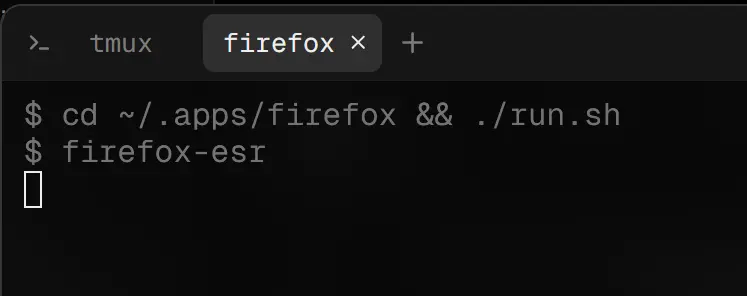 >_ tmux firefox × +
$ cd ~/.apps/firefox && ./run.sh
$ firefox-esr